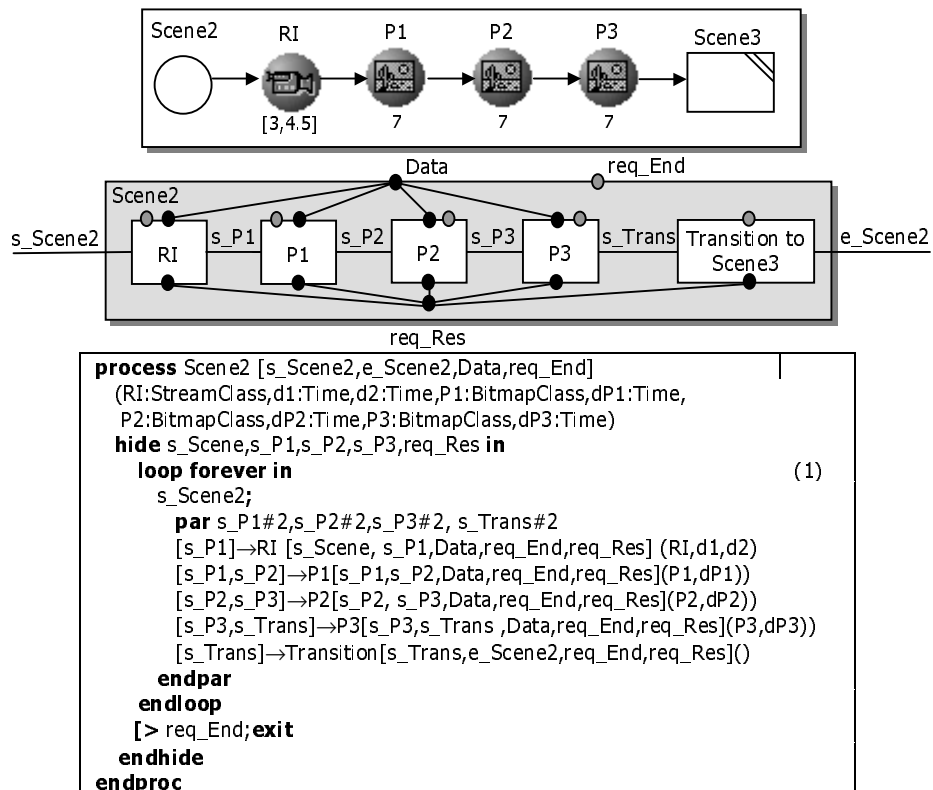 Scene2 RI P1 P2 P3 Scene3
[3,4.5] 7 7 7
Data req_End
Scene2
s_Scene2 RI s_P1 P1 s_P2 P2 s_P3 P3 s_Trans Transition to Scene3 e_Scene2
req_Res
process Scene2 [s_Scene2,e_Scene2,Data,req_End]
(RI:StreamClass,d1:Time,d2:Time,P1:BitmapClass,dP1:Time,
P2:BitmapClass,dP2:Time,P3:BitmapClass,dP3:Time)
hide s_Scene,s_P1,s_P2,s_P3,req_Res in
loop forever in (1)
s_Scene2;
par s_P1#2,s_P2#2,s_P3#2, s_Trans#2
[s_P1]→RI [s_Scene, s_P1,Data,req_End,req_Res] (RI,d1,d2)
[s_P1,s_P2]→P1[s_P1,s_P2,Data,req_End,req_Res](P1,dP1))
[s_P2,s_P3]→P2[s_P2, s_P3,Data,req_End,req_Res](P2,dP2))
[s_P3,s_Trans]→P3[s_P3,s_Trans ,Data,req_End,req_Res](P3,dP3))
[s_Trans]→Transition[s_Trans,e_Scene2,req_End,req_Res]()
endpar
endloop
[> req_End;exit
endhide
endproc